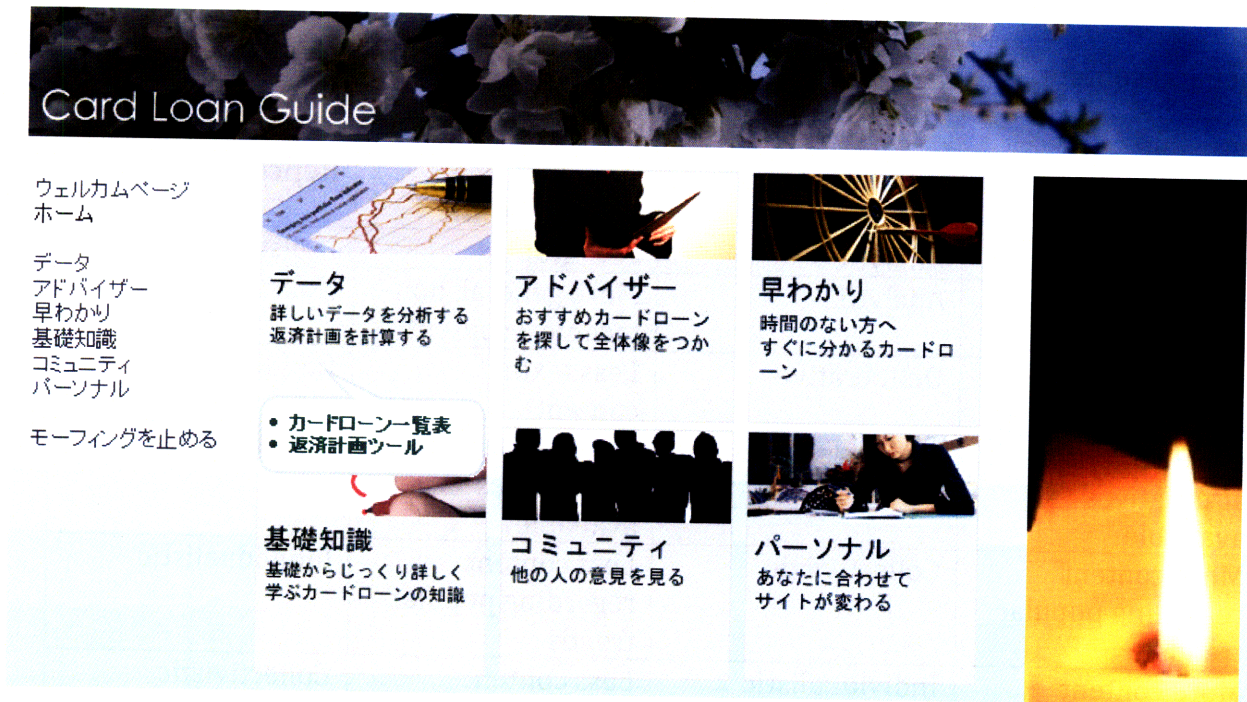 Card Loan Guide
ウェルカムページ
ホーム
データ
アドバイザー
早わかり
基礎知識
コミュニティ
パーソナル
モーフィングを止める
データ
詳しいデータを分析する
返済計画を計算する
アドバイザー
おすすめカードローン
を探して全体像をつか
む
早わかり
時間のない方へ
すぐに分かるカードロ
ーン
• カードローン一覧表
• 返済計画ツール
基礎知識
基礎からじっくり詳しく
学ぶカードローンの知識
コミュニティ
他の人の意見を見る
パーソナル
あなたに合わせて
サイトが変わる